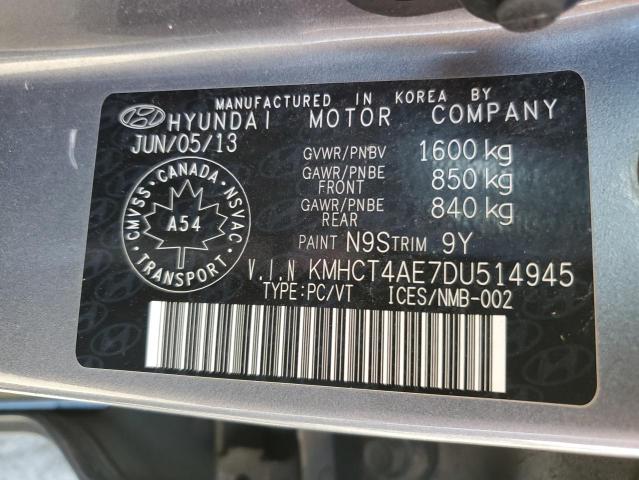 MANUFACTURED IN KOREA BY
HYUNDAI MOTOR COMPANY
JUN/05/13
GVWR/PNBV 1600 kg
GAWR/PNBE FRONT 850 kg
GAWR/PNBE REAR 840 kg
CMVSS · CANADA · NSVAC
A54
TRANSPORT
PAINT N9S TRIM 9Y
V.I.N KMHCT4AE7DU514945
TYPE:PC/VT ICES/NMB-002